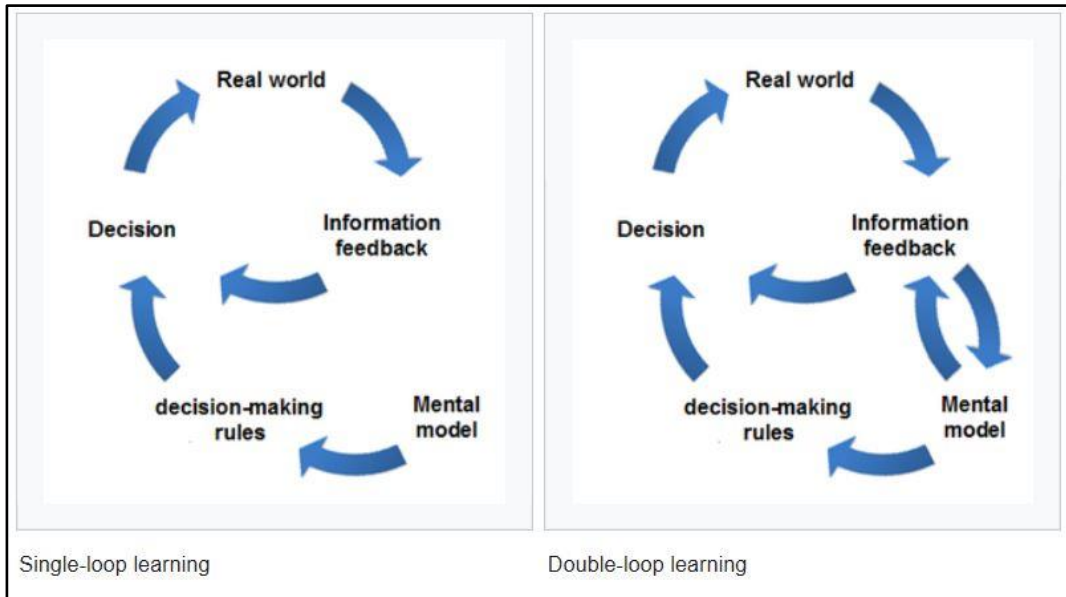 Real world
Decision
Information
feedback
decision-making
rules
Mental
model
Single-loop learning
Real world
Decision
Information
feedback
decision-making
rules
Mental
model
Double-loop learning